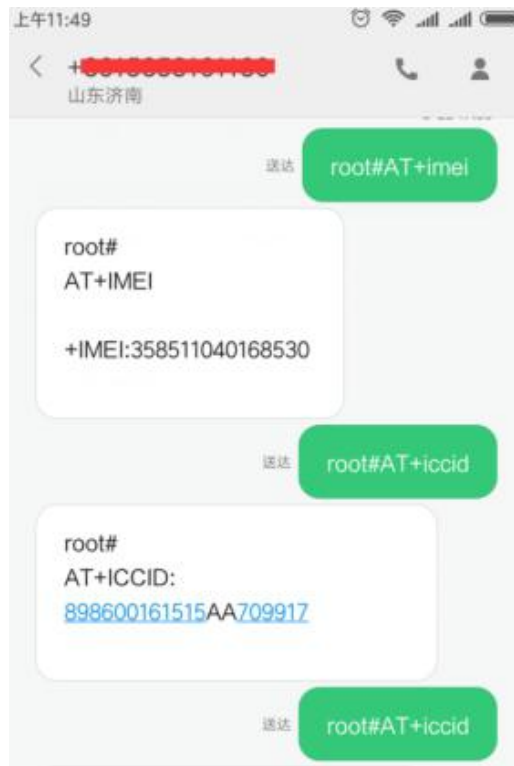 上午11:49
山东济南
送达
root#AT+imei
root#
AT+IMEI
+IMEI:358511040168530
送达
root#AT+iccid
root#
AT+ICCID:
898600161515AA709917
送达
root#AT+iccid